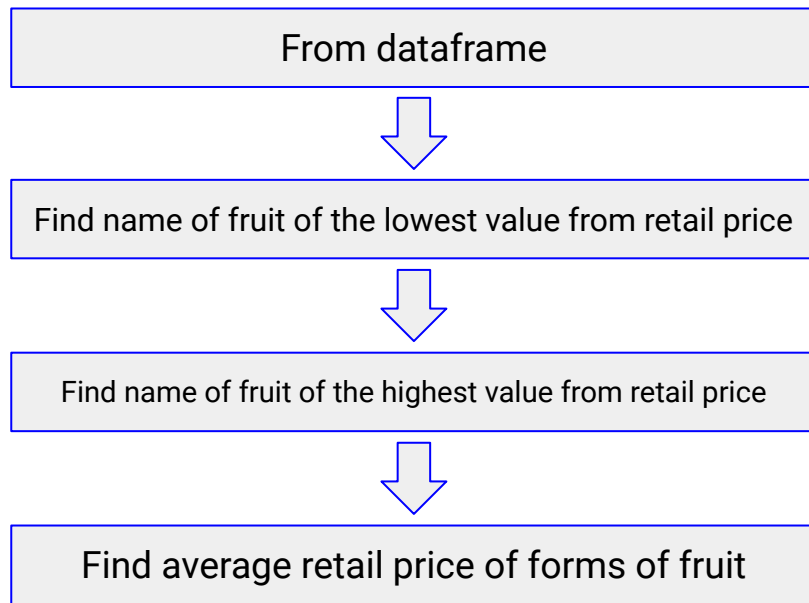 From dataframe
Find name of fruit of the lowest value from retail price
Find name of fruit of the highest value from retail price
Find average retail price of forms of fruit